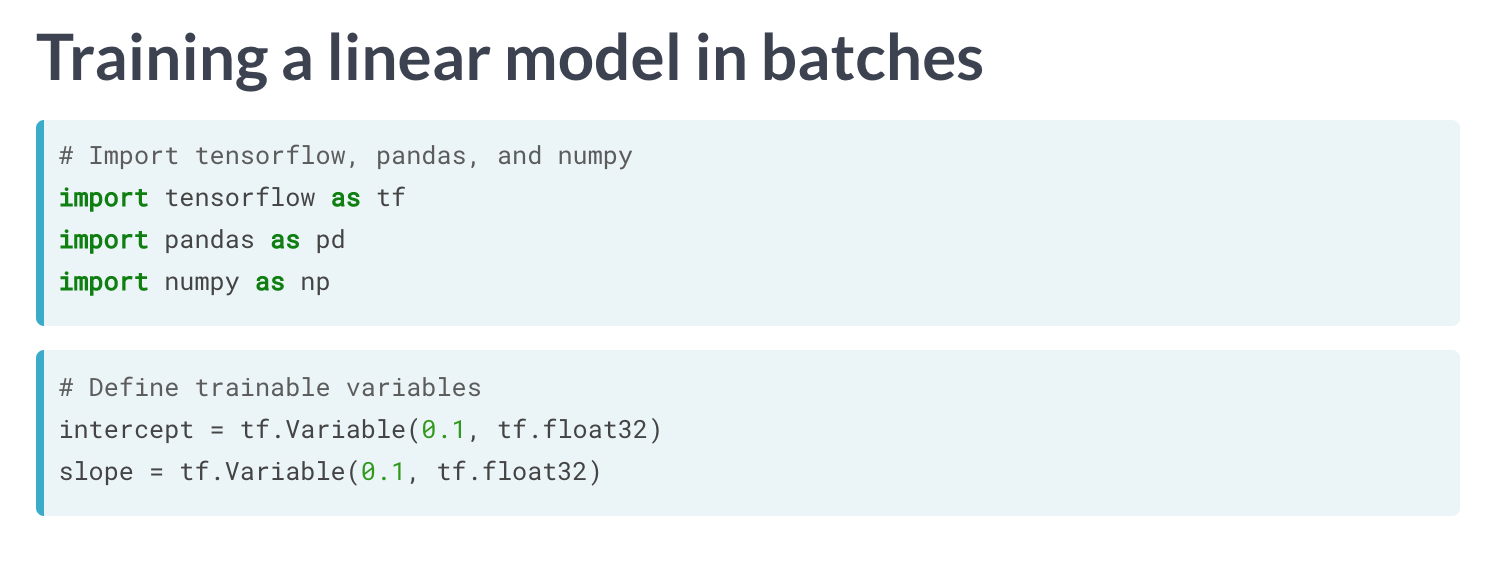 Training a linear model in batches
# Import tensorflow, pandas, and numpy
import tensorflow as tf
import pandas as pd
import numpy as np
# Define trainable variables
intercept = tf.Variable(0.1, tf.float32)
slope = tf.Variable(0.1, tf.float32)